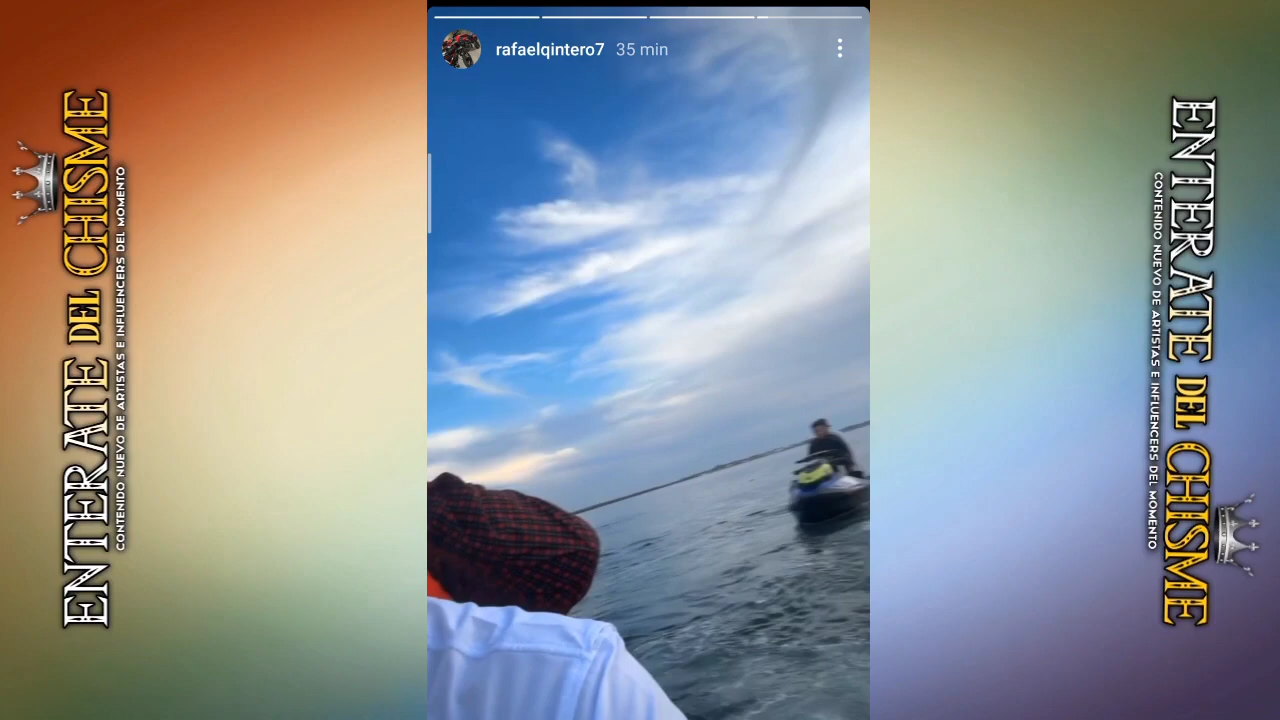 rafaelqintero7 35 min
ENTERATE DEL CHISME
CONTENIDO NUEVO DE ARTISTAS E INFLUENCERS DEL MOMENTO
ENTERATE DEL CHISME
CONTENIDO NUEVO DE ARTISTAS E INFLUENCERS DEL MOMENTO